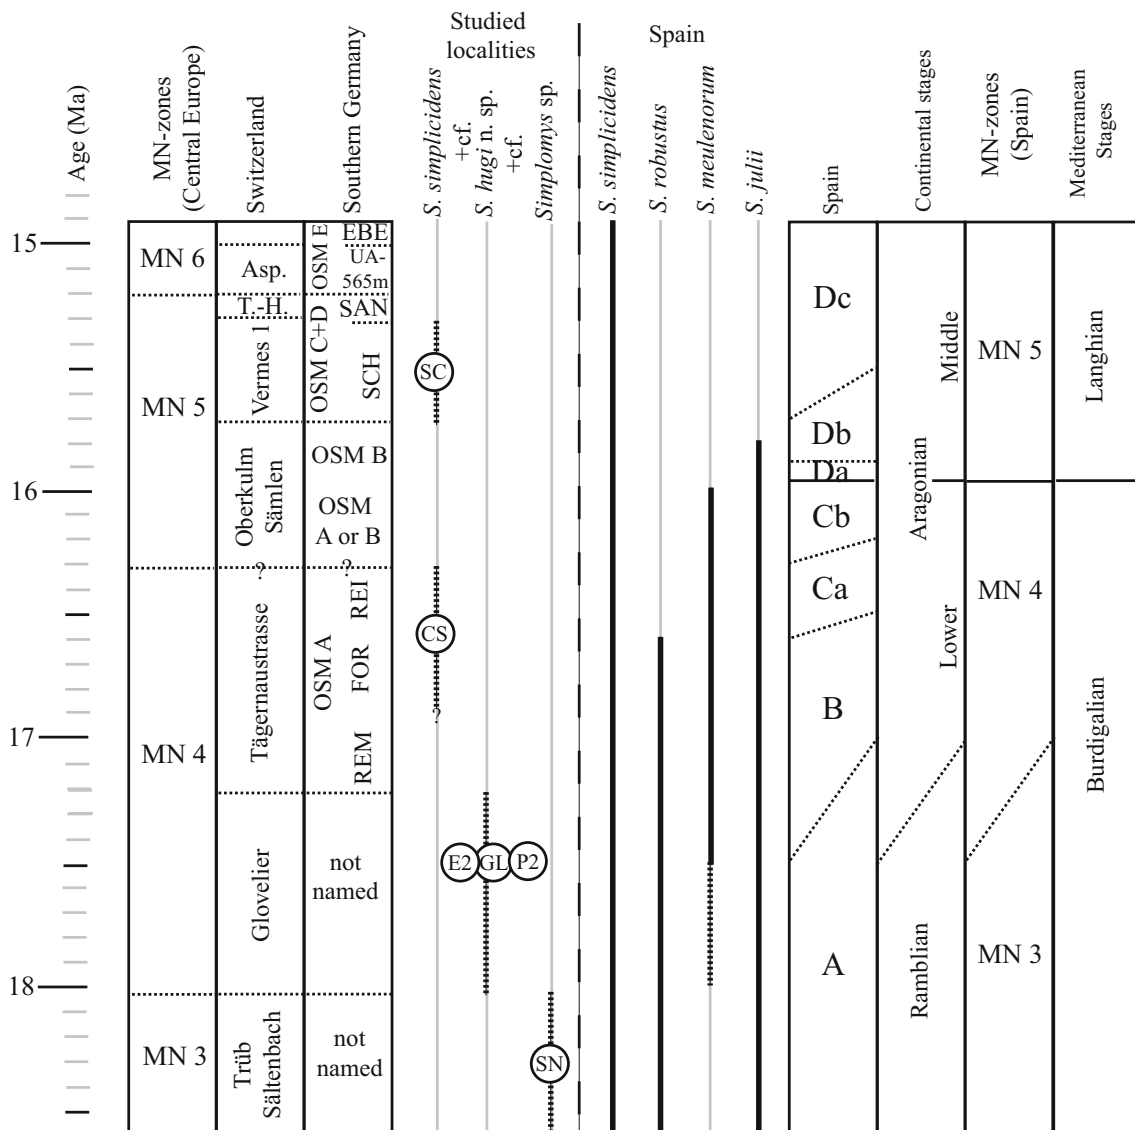 Studied
localities
Spain
Age (Ma)
MN-zones
(Central Europe)
Switzerland
Southern Germany
S. simplicidens
+cf.
S. hugi n. sp.
+cf.
Simplomys sp.
S. simplicidens
S. robustus
S. meulenorum
S. julii
Spain
Continental stages
MN-zones
(Spain)
Mediterranean
Stages
15
16
17
18
MN 6
MN 5
MN 4
MN 3
Asp.
T.-H.
Vermes 1
Oberkulm
Sämlen
?
Tägernaustrasse
Glovelier
Trüb
Sältenbach
OSM E
EBE
UA-
565m
OSM C+D
SAN
SCH
OSM B
OSM
A or B
?
OSM A
REI
FOR
REM
not
named
not
named
SC
CS
?
E2
GL
P2
SN
Dc
Db
Da
Cb
Ca
B
A
Middle
Aragonian
Lower
Ramblian
MN 5
MN 4
MN 3
Langhian
Burdigalian